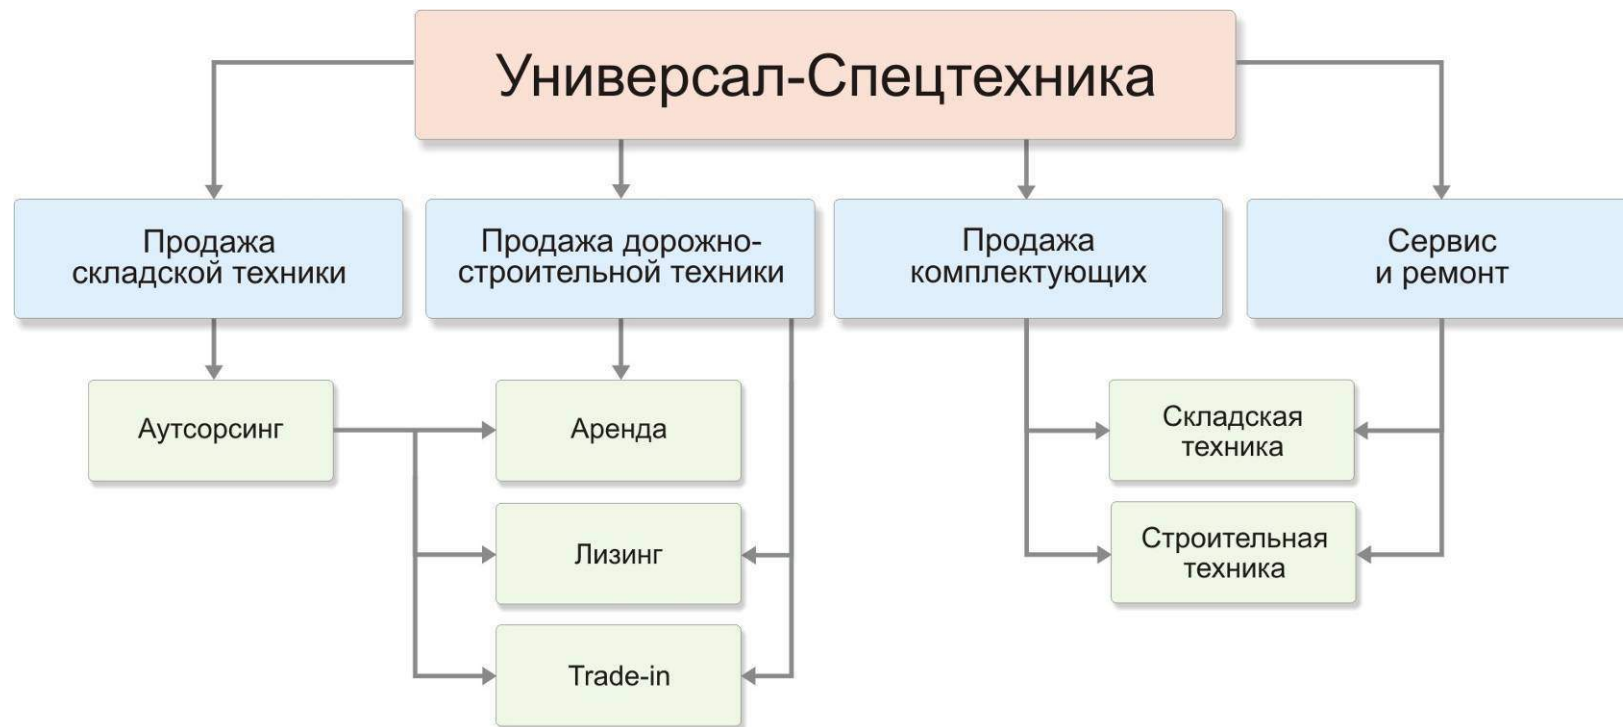 Универсал-Спецтехника
Продажа
складской техники
Продажа дорожно-
строительной техники
Продажа
комплектующих
Сервис
и ремонт
Аутсорсинг
Аренда
Складская
техника
Лизинг
Строительная
техника
Trade-in